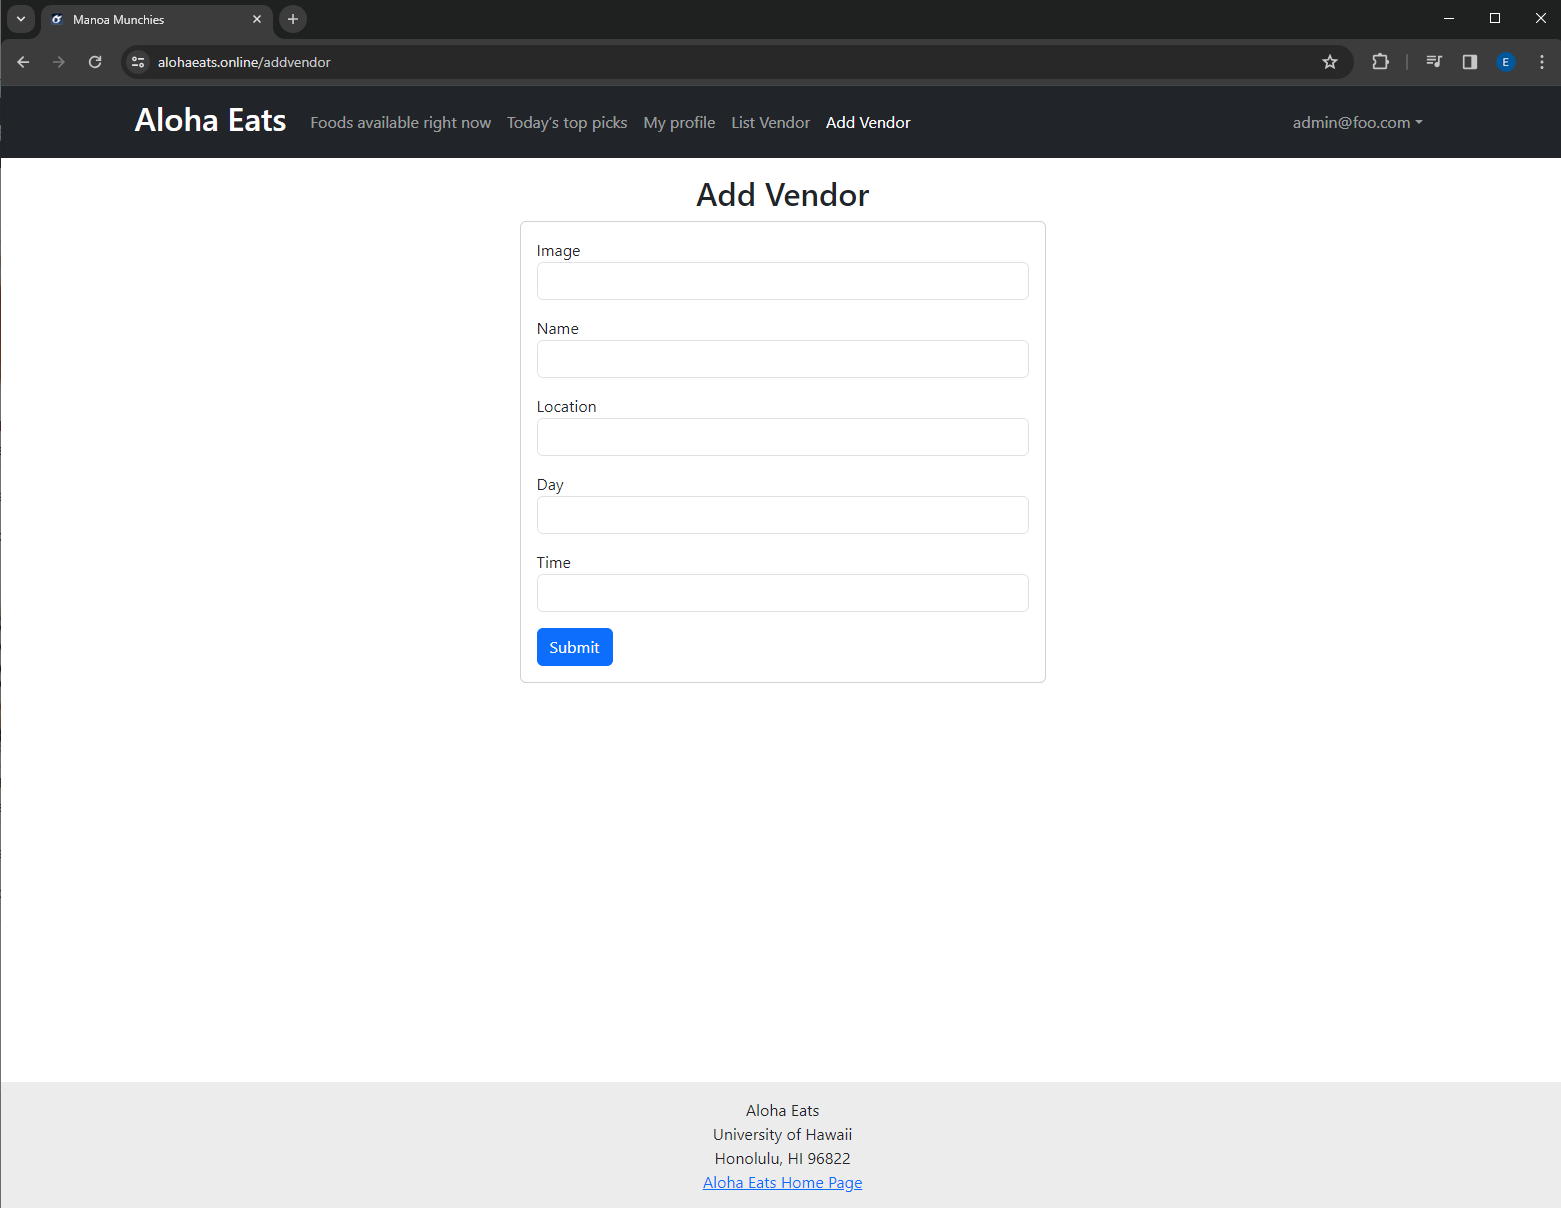 Manoa Munchies
alohaeats.online/addvendor
E
Aloha Eats Foods available right now Today's top picks My profile List Vendor Add Vendor admin@foo.com
Add Vendor
Image
Name
Location
Day
Time
Submit
Aloha Eats
University of Hawaii
Honolulu, HI 96822
Aloha Eats Home Page